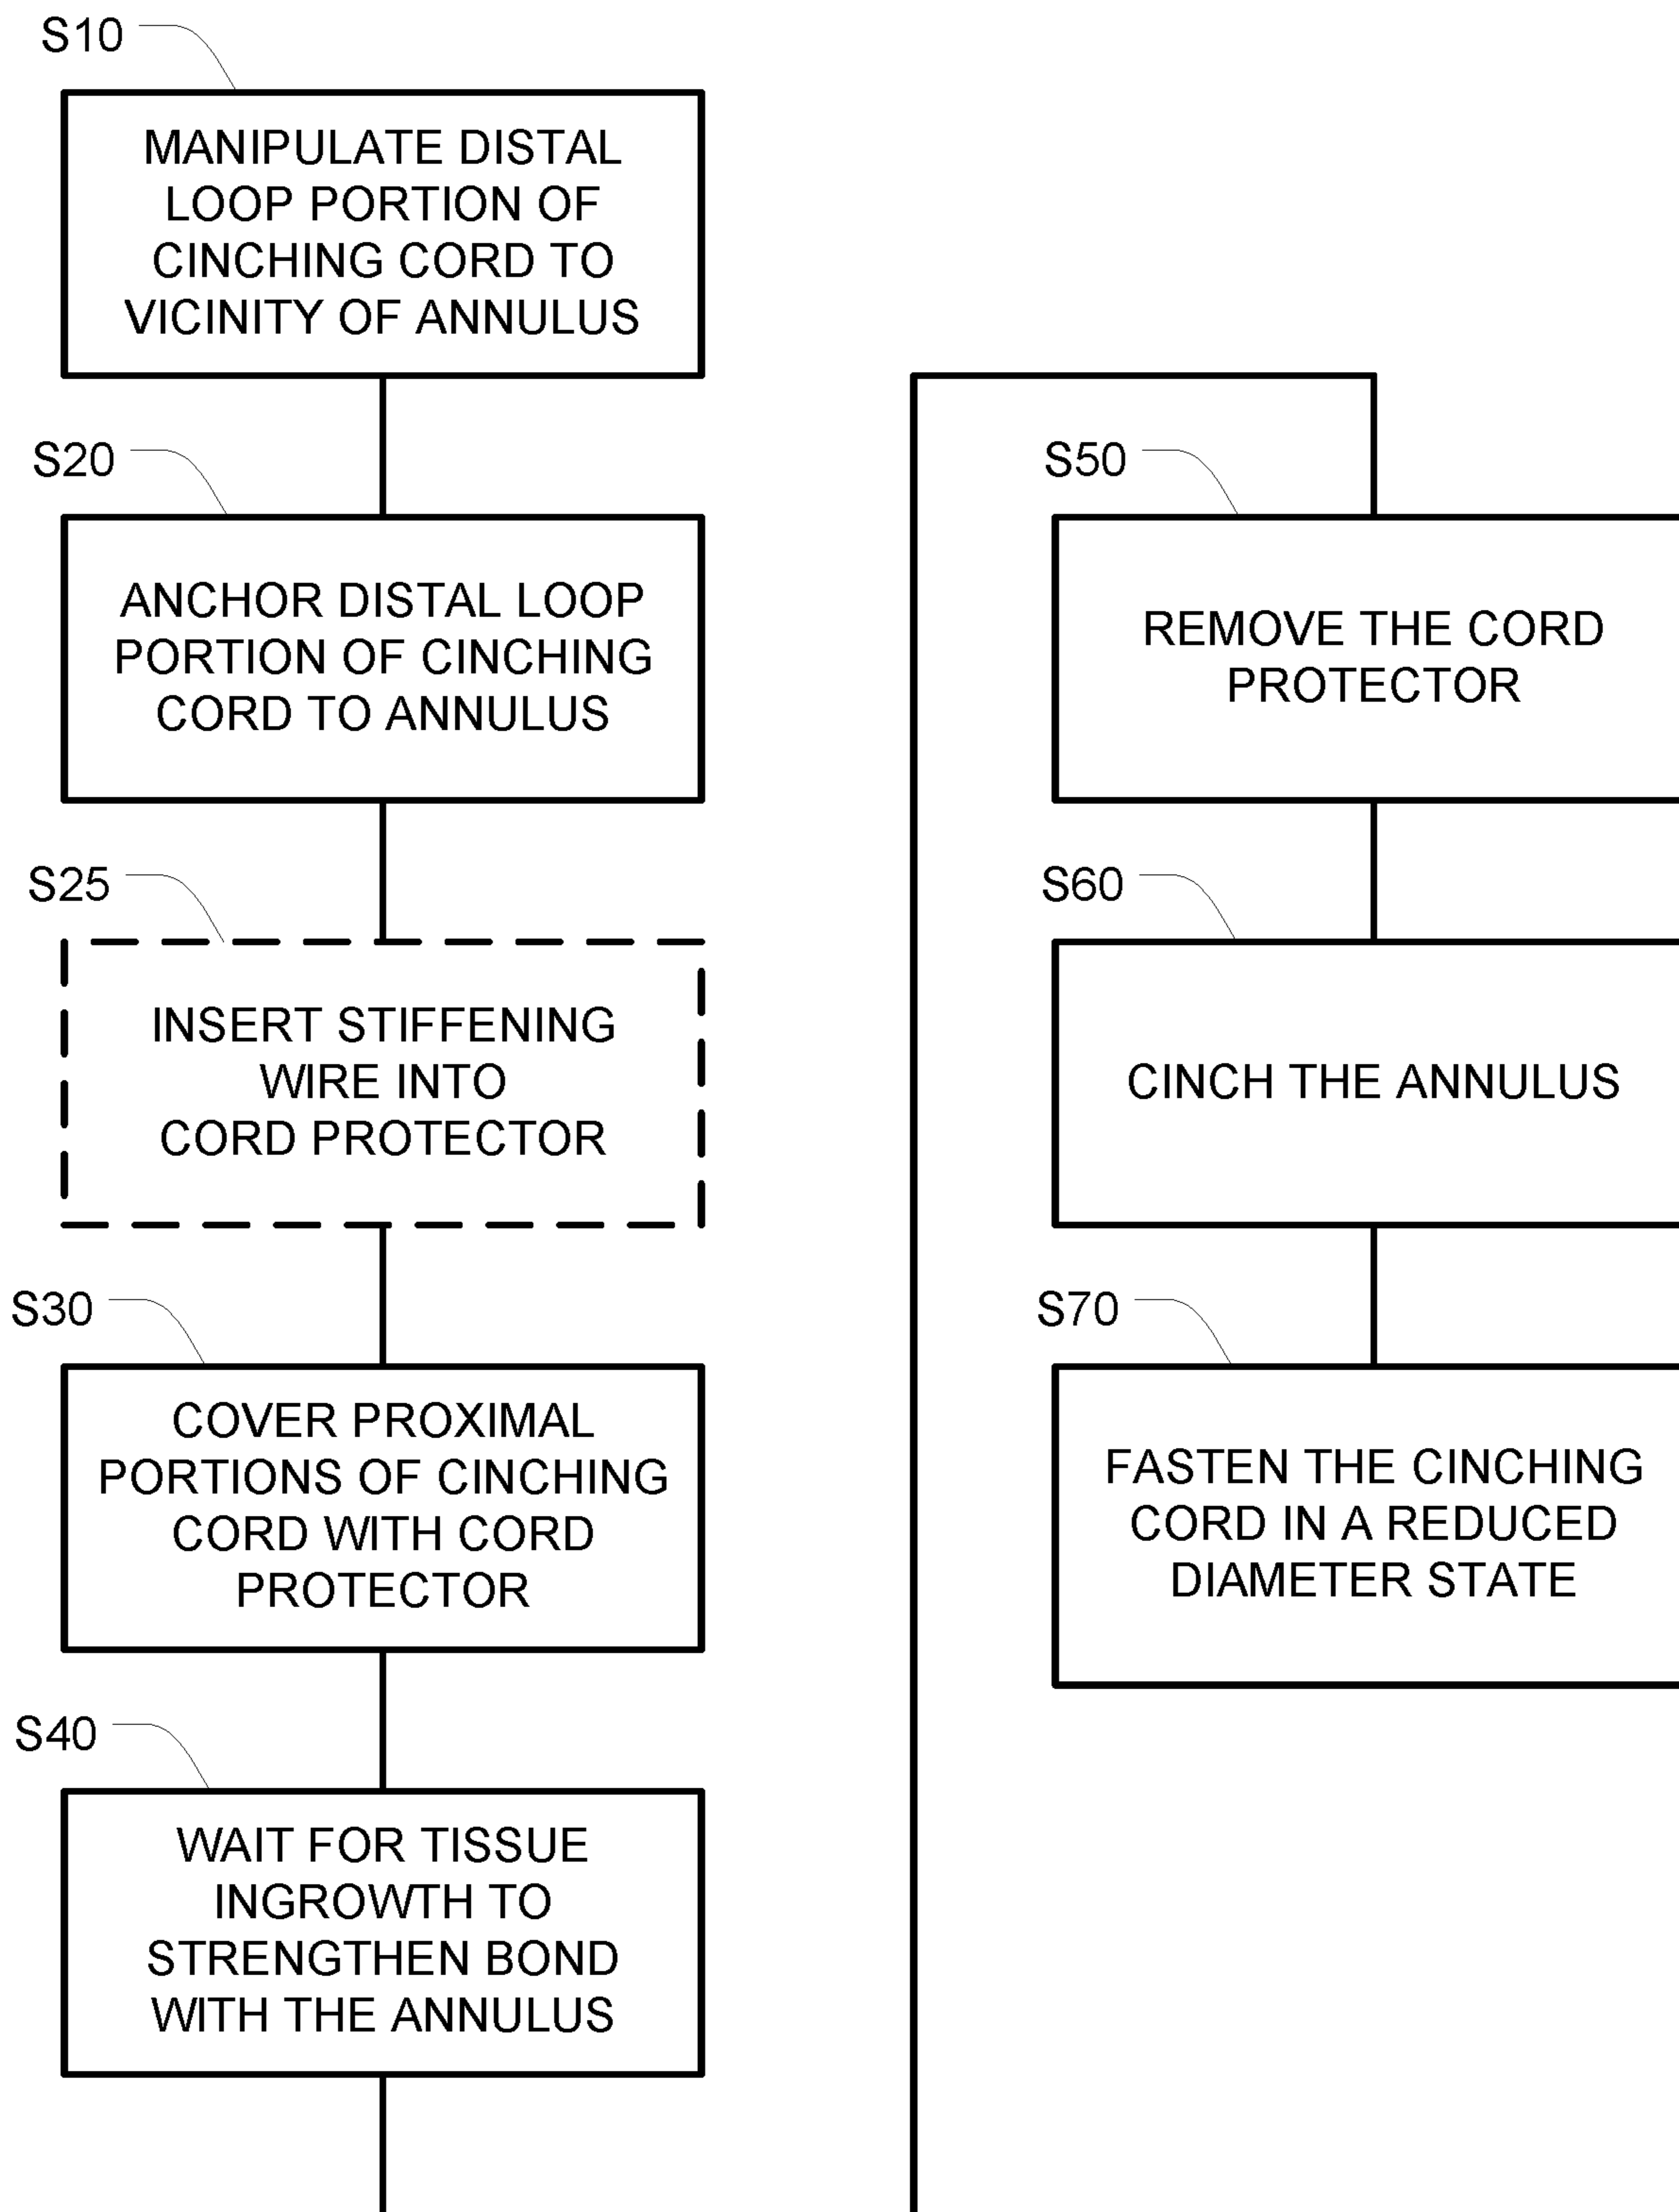 S10
MANIPULATE DISTAL
LOOP PORTION OF
CINCHING CORD TO
VICINITY OF ANNULUS
S20
ANCHOR DISTAL LOOP
PORTION OF CINCHING
CORD TO ANNULUS
S25
INSERT STIFFENING
WIRE INTO
CORD PROTECTOR
S30
COVER PROXIMAL
PORTIONS OF CINCHING
CORD WITH CORD
PROTECTOR
S40
WAIT FOR TISSUE
INGROWTH TO
STRENGTHEN BOND
WITH THE ANNULUS
S50
REMOVE THE CORD
PROTECTOR
S60
CINCH THE ANNULUS
S70
FASTEN THE CINCHING
CORD IN A REDUCED
DIAMETER STATE